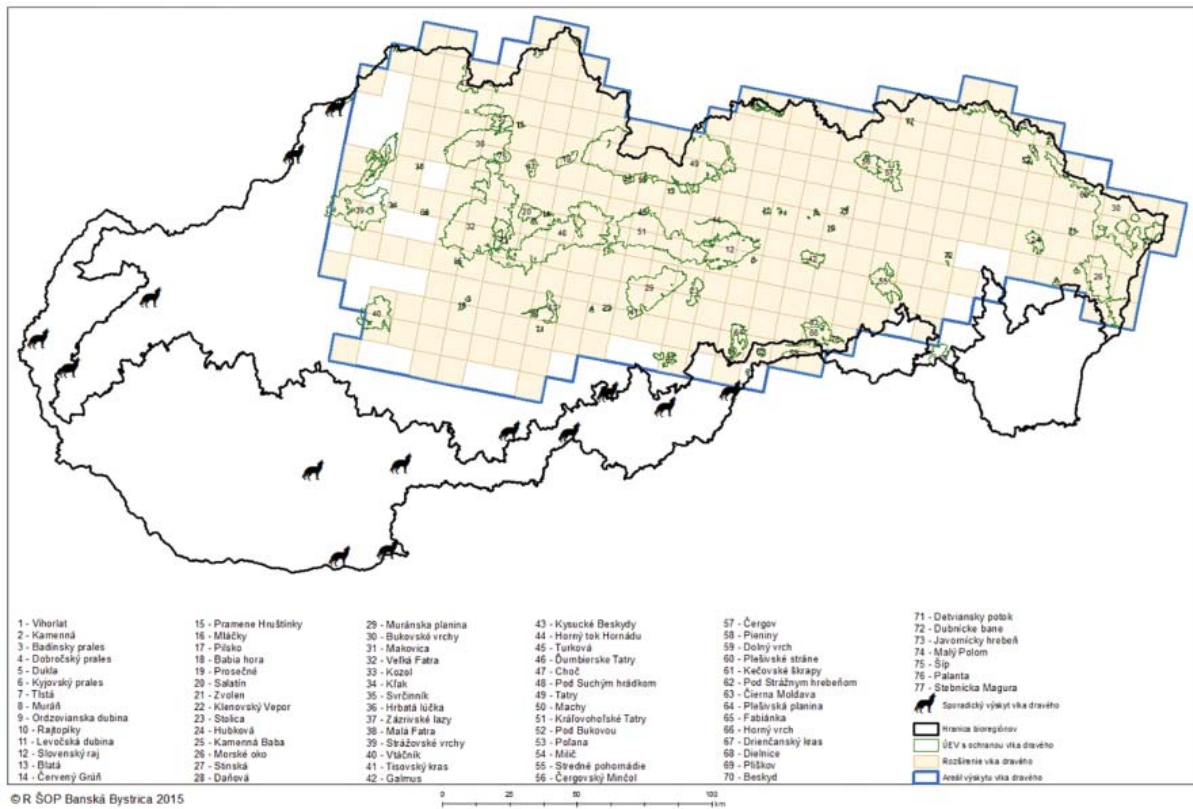 1 - Vihorlat
2 - Kamenná
3 - Badínsky prales
4 - Dobročský prales
5 - Dukla
6 - Kyjovský prales
7 - Tlstá
8 - Muráň
9 - Ordzovianska dubina
10 - Rajtopíky
11 - Levočská dubina
12 - Slovenský raj
13 - Blatá
14 - Červený Grúň
15 - Pramene Hruštínky
16 - Mláčky
17 - Pilsko
18 - Babia hora
19 - Prosečné
20 - Salatín
21 - Zvolen
22 - Klenovský Vepor
23 - Stolica
24 - Hubková
25 - Kamenná Baba
26 - Morské oko
27 - Stinská
28 - Daňová
29 - Muránska planina
30 - Bukovské vrchy
31 - Makovica
32 - Veľká Fatra
33 - Kozol
34 - Kľak
35 - Svrčinník
36 - Hrbatá lúčka
37 - Zázrivské lazy
38 - Malá Fatra
39 - Strážovské vrchy
40 - Vtáčnik
41 - Tisovský kras
42 - Galmus
43 - Kysucké Beskydy
44 - Horný tok Hornádu
45 - Turková
46 - Ďumbierske Tatry
47 - Choč
48 - Pod Suchým hrádkom
49 - Tatry
50 - Machy
51 - Kráľovohoľské Tatry
52 - Pod Bukovou
53 - Poľana
54 - Milič
55 - Stredné pohornádie
56 - Čergovský Minčol
57 - Čergov
58 - Pieniny
59 - Dolný vrch
60 - Plešivské stráne
61 - Kečovské škrapy
62 - Pod Strážnym hrebeňom
63 - Čierna Moldava
64 - Plešivská planina
65 - Fabiánka
66 - Horný vrch
67 - Drienčanský kras
68 - Dielnice
69 - Plíškov
70 - Beskyd
71 - Detviansky potok
72 - Dubnícke bane
73 - Javornícky hrebeň
74 - Malý Polom
75 - Šíp
76 - Palanta
77 - Stebnícka Magura
Sporadický výskyt vlka dravého
Hranica bioregiónov
ÚEV s ochranou vlka dravého
Rozšírenie vlka dravého
Areál výskytu vlka dravého
© R ŠOP Banská Bystrica 2015
0 25 50 100
km